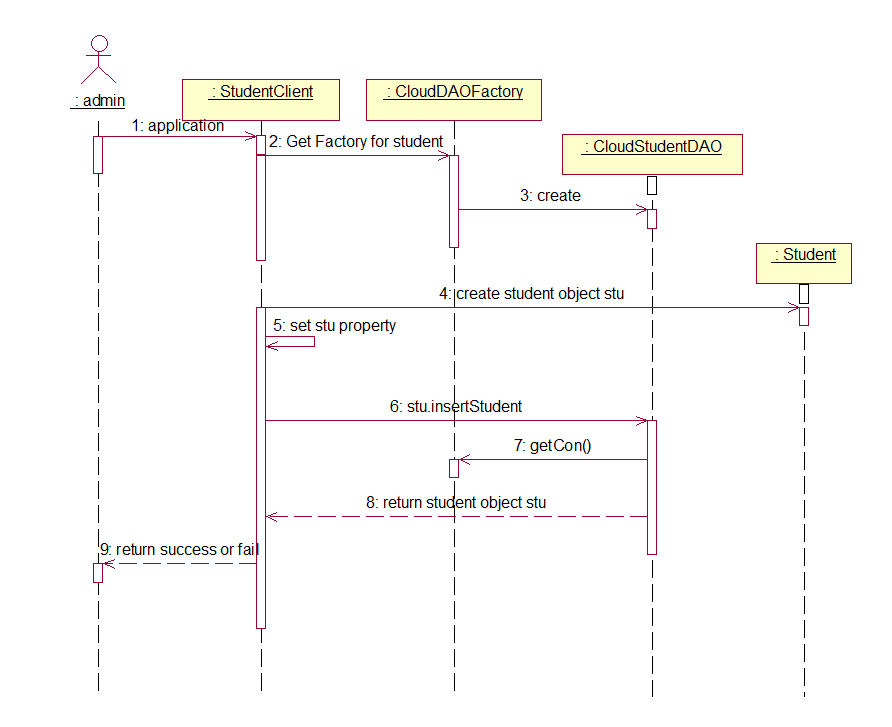 : admin
: StudentClient
: CloudDAOFactory
1: application
2: Get Factory for student
: CloudStudentDAO
3: create
: Student
4: create student object stu
5: set stu property
6: stu.insertStudent
7: getCon()
8: return student object stu
9: return success or fail